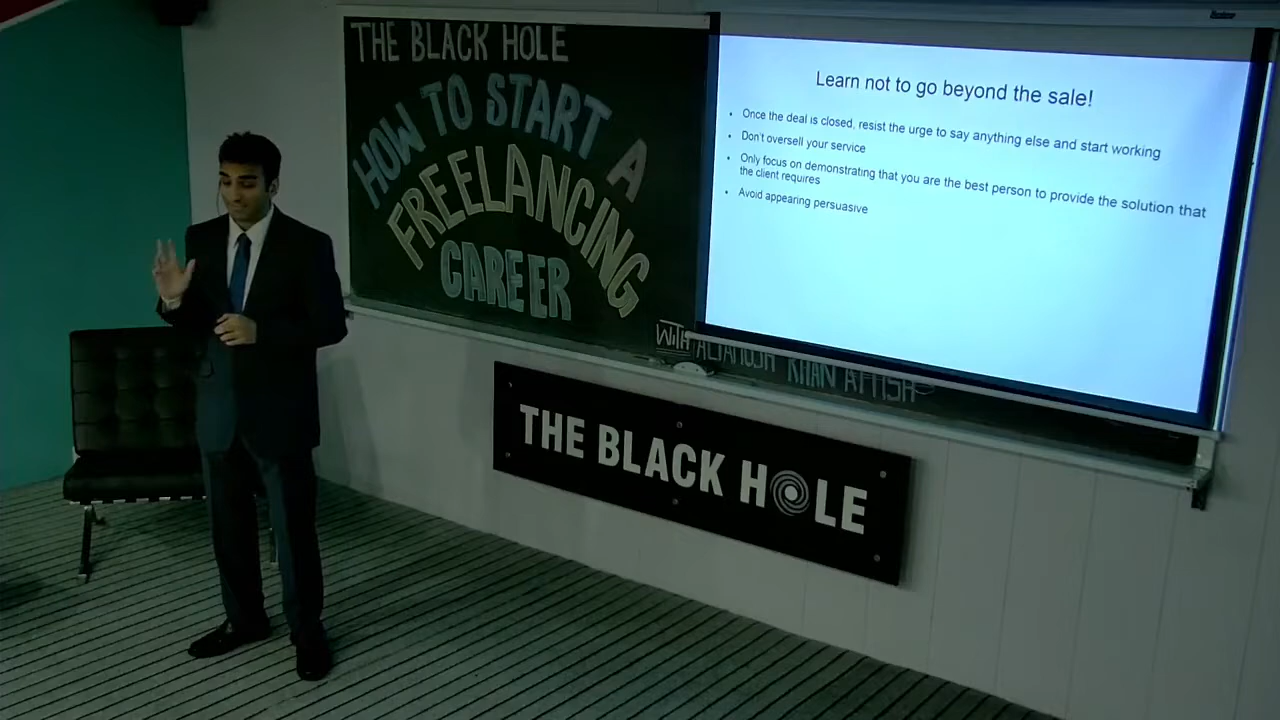 THE BLACK HOLE
HOW TO START A
FREELANCING
CAREER
WITH ALTAMUSH KHAN ATTISH
Learn not to go beyond the sale!
• Once the deal is closed, resist the urge to say anything else and start working
• Don't oversell your service
• Only focus on demonstrating that you are the best person to provide the solution that
the client requires
• Avoid appearing persuasive
THE BLACK HOLE